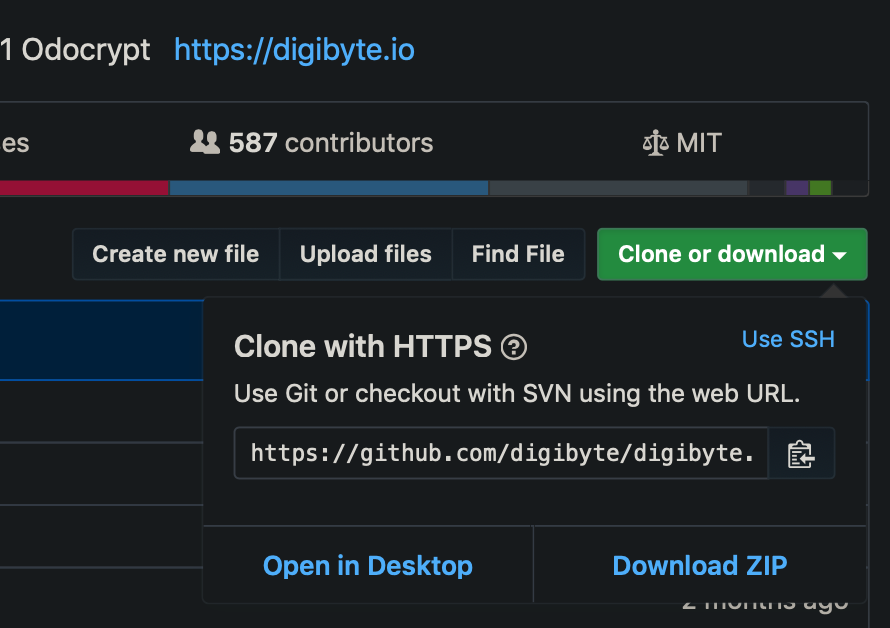 1 Odocrypt https://digibyte.io
es 587 contributors MIT
Create new file Upload files Find File Clone or download
Clone with HTTPS ?
Use SSH
Use Git or checkout with SVN using the web URL.
https://github.com/digibyte/digibyte.
Open in Desktop Download ZIP
2 months ago